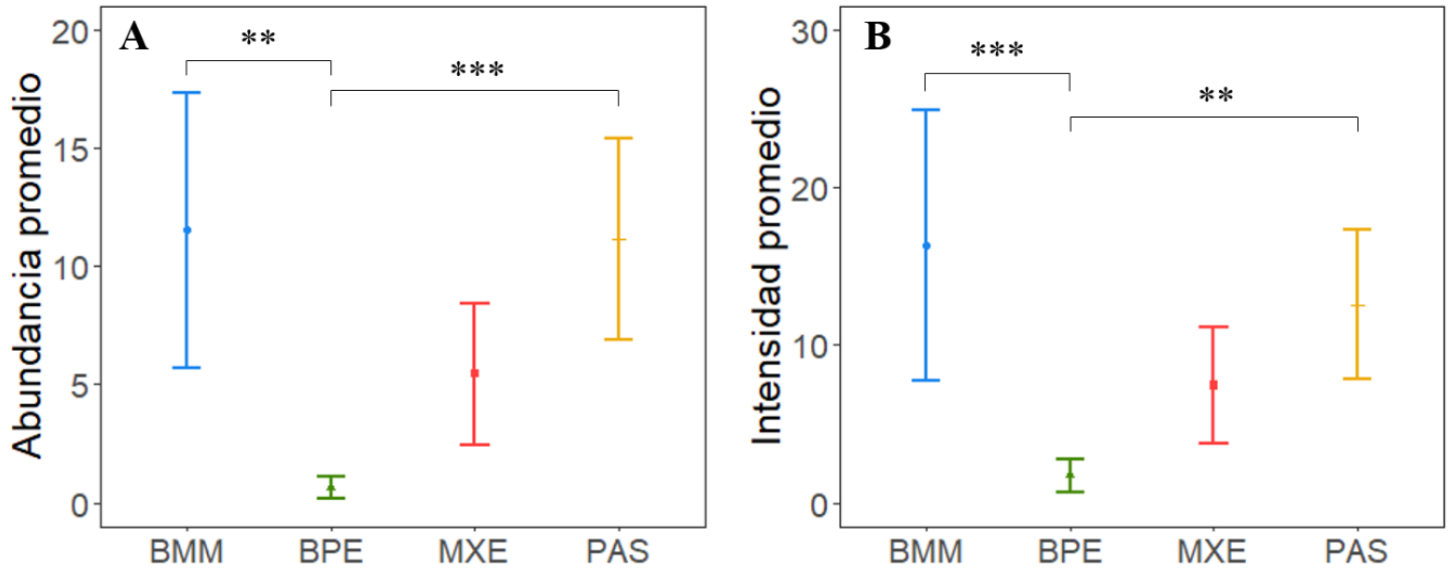 A
**
***
20
15
10
5
0
Abundancia promedio
BMM BPE MXE PAS
B
***
**
30
20
10
0
Intensidad promedio
BMM BPE MXE PAS